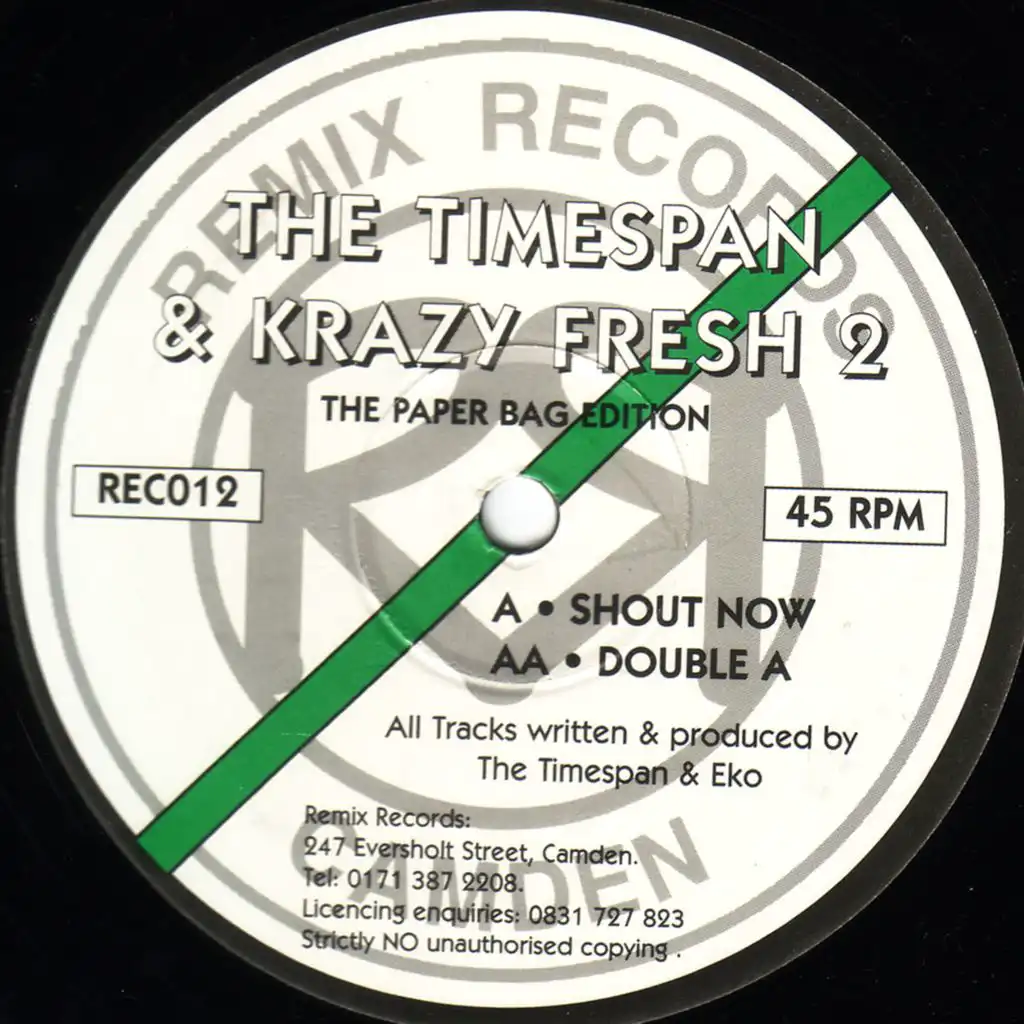 REMIX RECORDS
THE TIMESPAN
& KRAZY FRESH 2
THE PAPER BAG EDITION
REC012
45 RPM
A • SHOUT NOW
AA • DOUBLE A
All Tracks written & produced by
The Timespan & Eko
Remix Records:
247 Eversholt Street, Camden.
Tel: 0171 387 2208.
Licencing enquiries: 0831 727 823
Strictly NO unauthorised copying .
CAMDEN